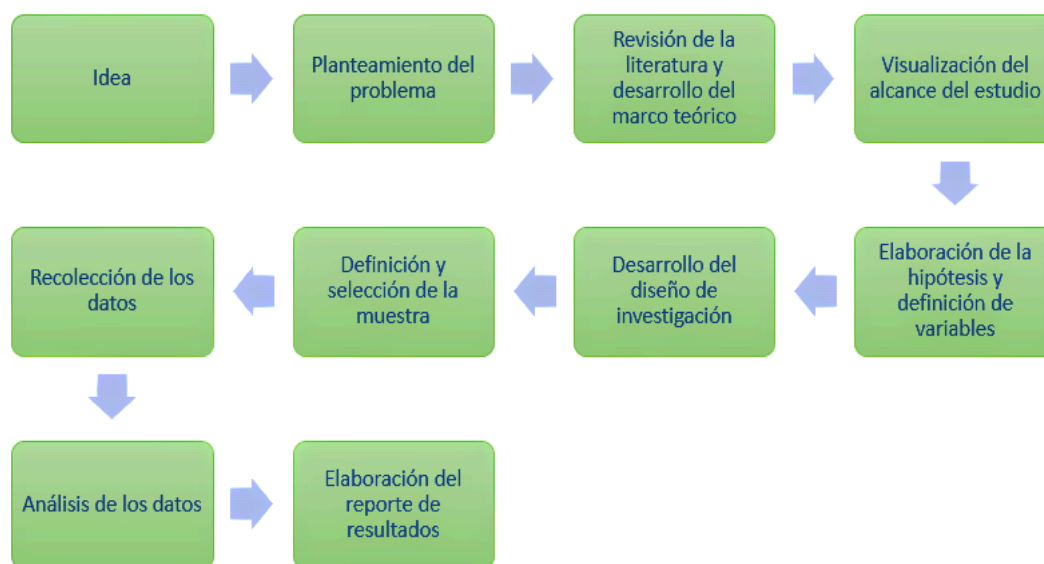 Idea
Planteamiento del
problema
Revisión de la
literatura y
desarrollo del
marco teórico
Visualización del
alcance del estudio
Elaboración de la
hipótesis y
definición de
variables
Desarrollo del
diseño de
investigación
Definición y
selección de la
muestra
Recolección de los
datos
Análisis de los datos
Elaboración del
reporte de
resultados